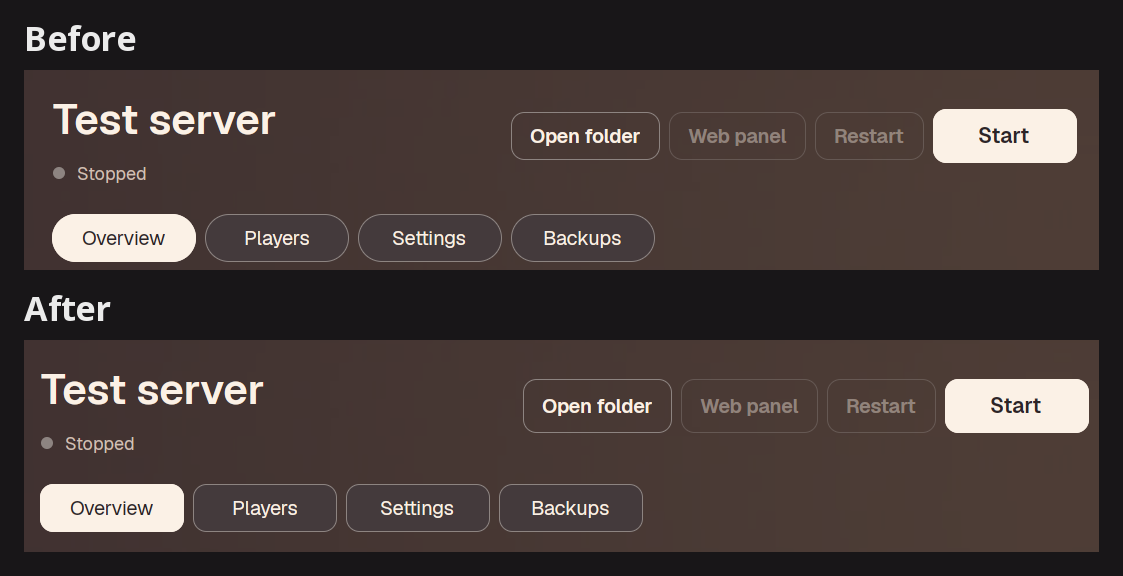 Before
Test server
Open folder Web panel Restart Start
Stopped
Overview Players Settings Backups
After
Test server
Open folder Web panel Restart Start
Stopped
Overview Players Settings Backups